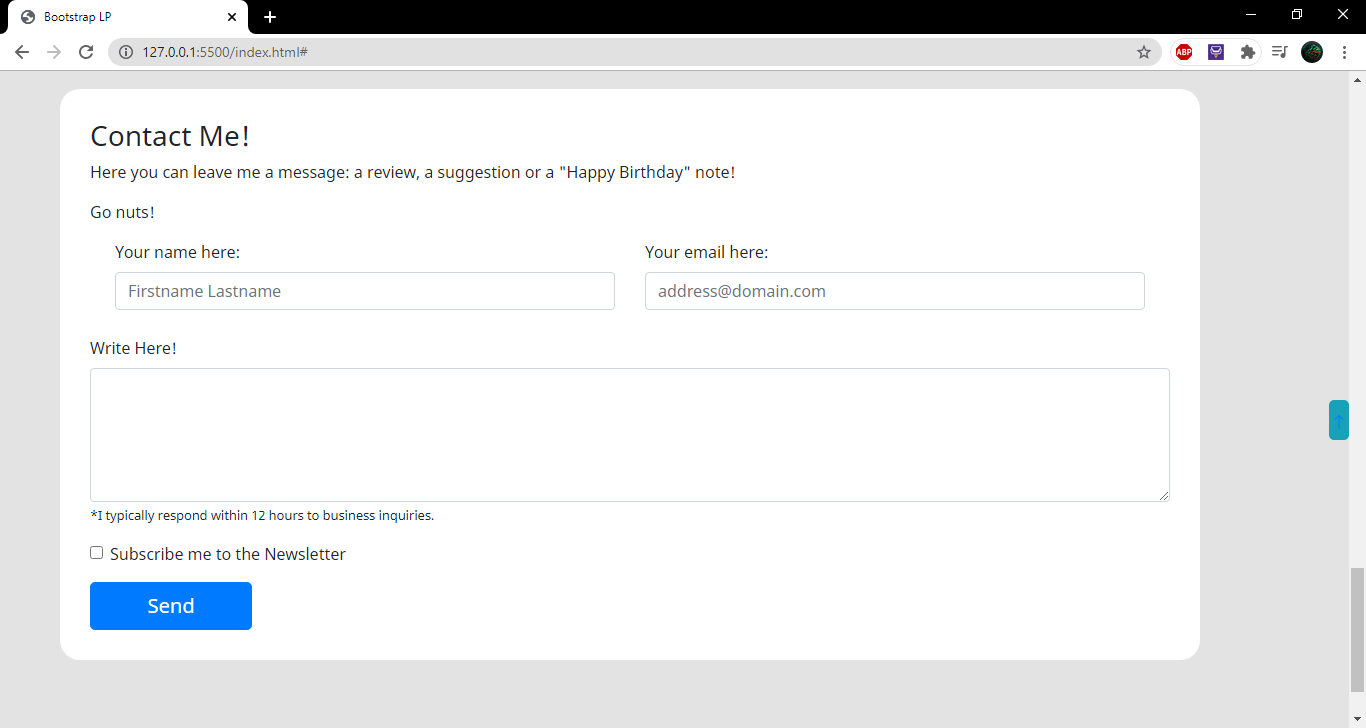 Bootstrap LP
127.0.0.1:5500/index.html#
ABP
Contact Me!
Here you can leave me a message: a review, a suggestion or a "Happy Birthday" note!
Go nuts!
Your name here: Your email here:
Firstname Lastname address@domain.com
Write Here!
↑
*I typically respond within 12 hours to business inquiries.
Subscribe me to the Newsletter
Send